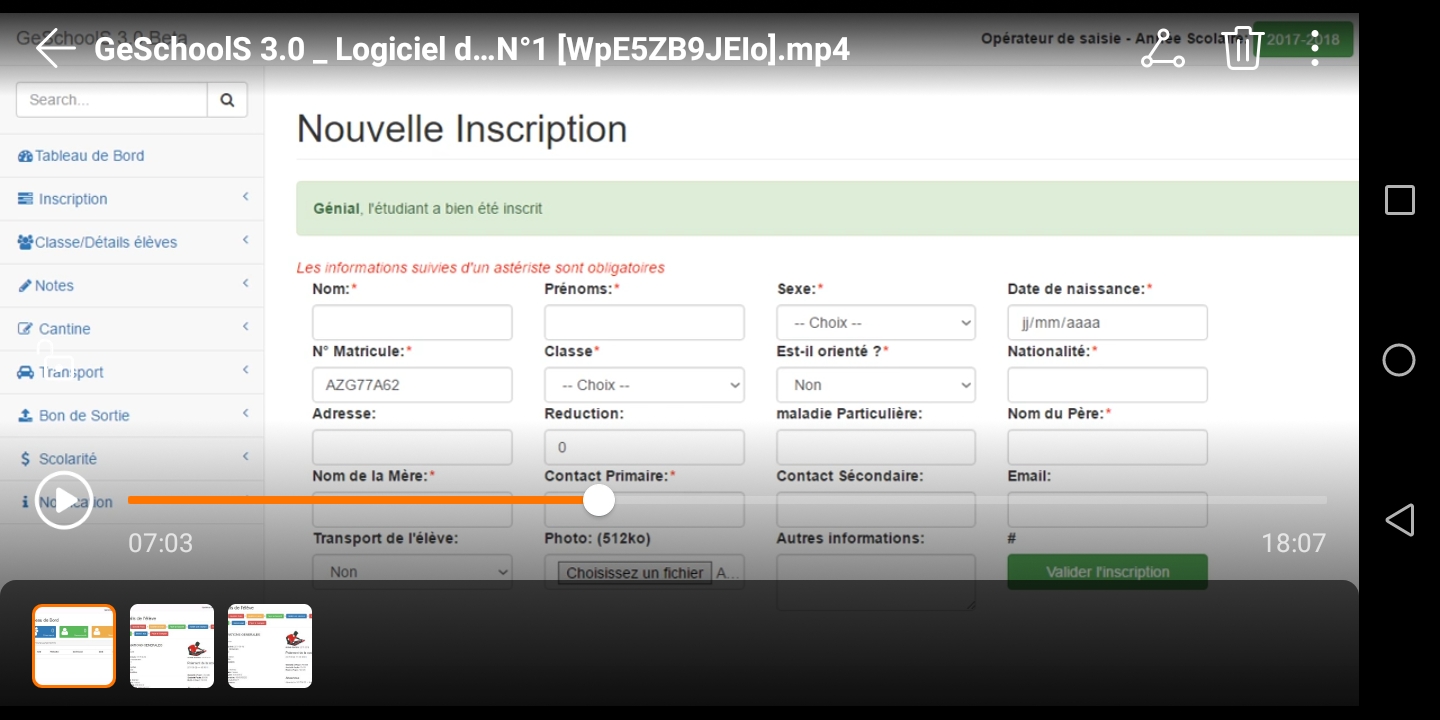 GeSchoolS 3.0 Beta
GeSchoolS 3.0 _ Logiciel d...N°1 [WpE5ZB9JEIo].mp4
Opérateur de saisie - Année Scolaire 2017-2018
Search...
Nouvelle Inscription
Tableau de Bord
Inscription
Classe/Détails élèves
Notes
Cantine
Transport
Bon de Sortie
$ Scolarité
Notification
Génial, l'étudiant a bien été inscrit
Les informations suivies d'un astériste sont obligatoires
Nom:* Prénoms:* Sexe:* Date de naissance:*
-- Choix -- jj/mm/aaaa
N° Matricule:* Classe* Est-il orienté ?* Nationalité:*
AZG77A62 -- Choix -- Non
Adresse: Reduction: maladie Particulière: Nom du Père:*
0
Nom de la Mère:* Contact Primaire:* Contact Sécondaire: Email:
07:03 18:07
Transport de l'élève: Photo: (512ko) Autres informations: #
Non Choisissez un fichier A... Valider l'inscription